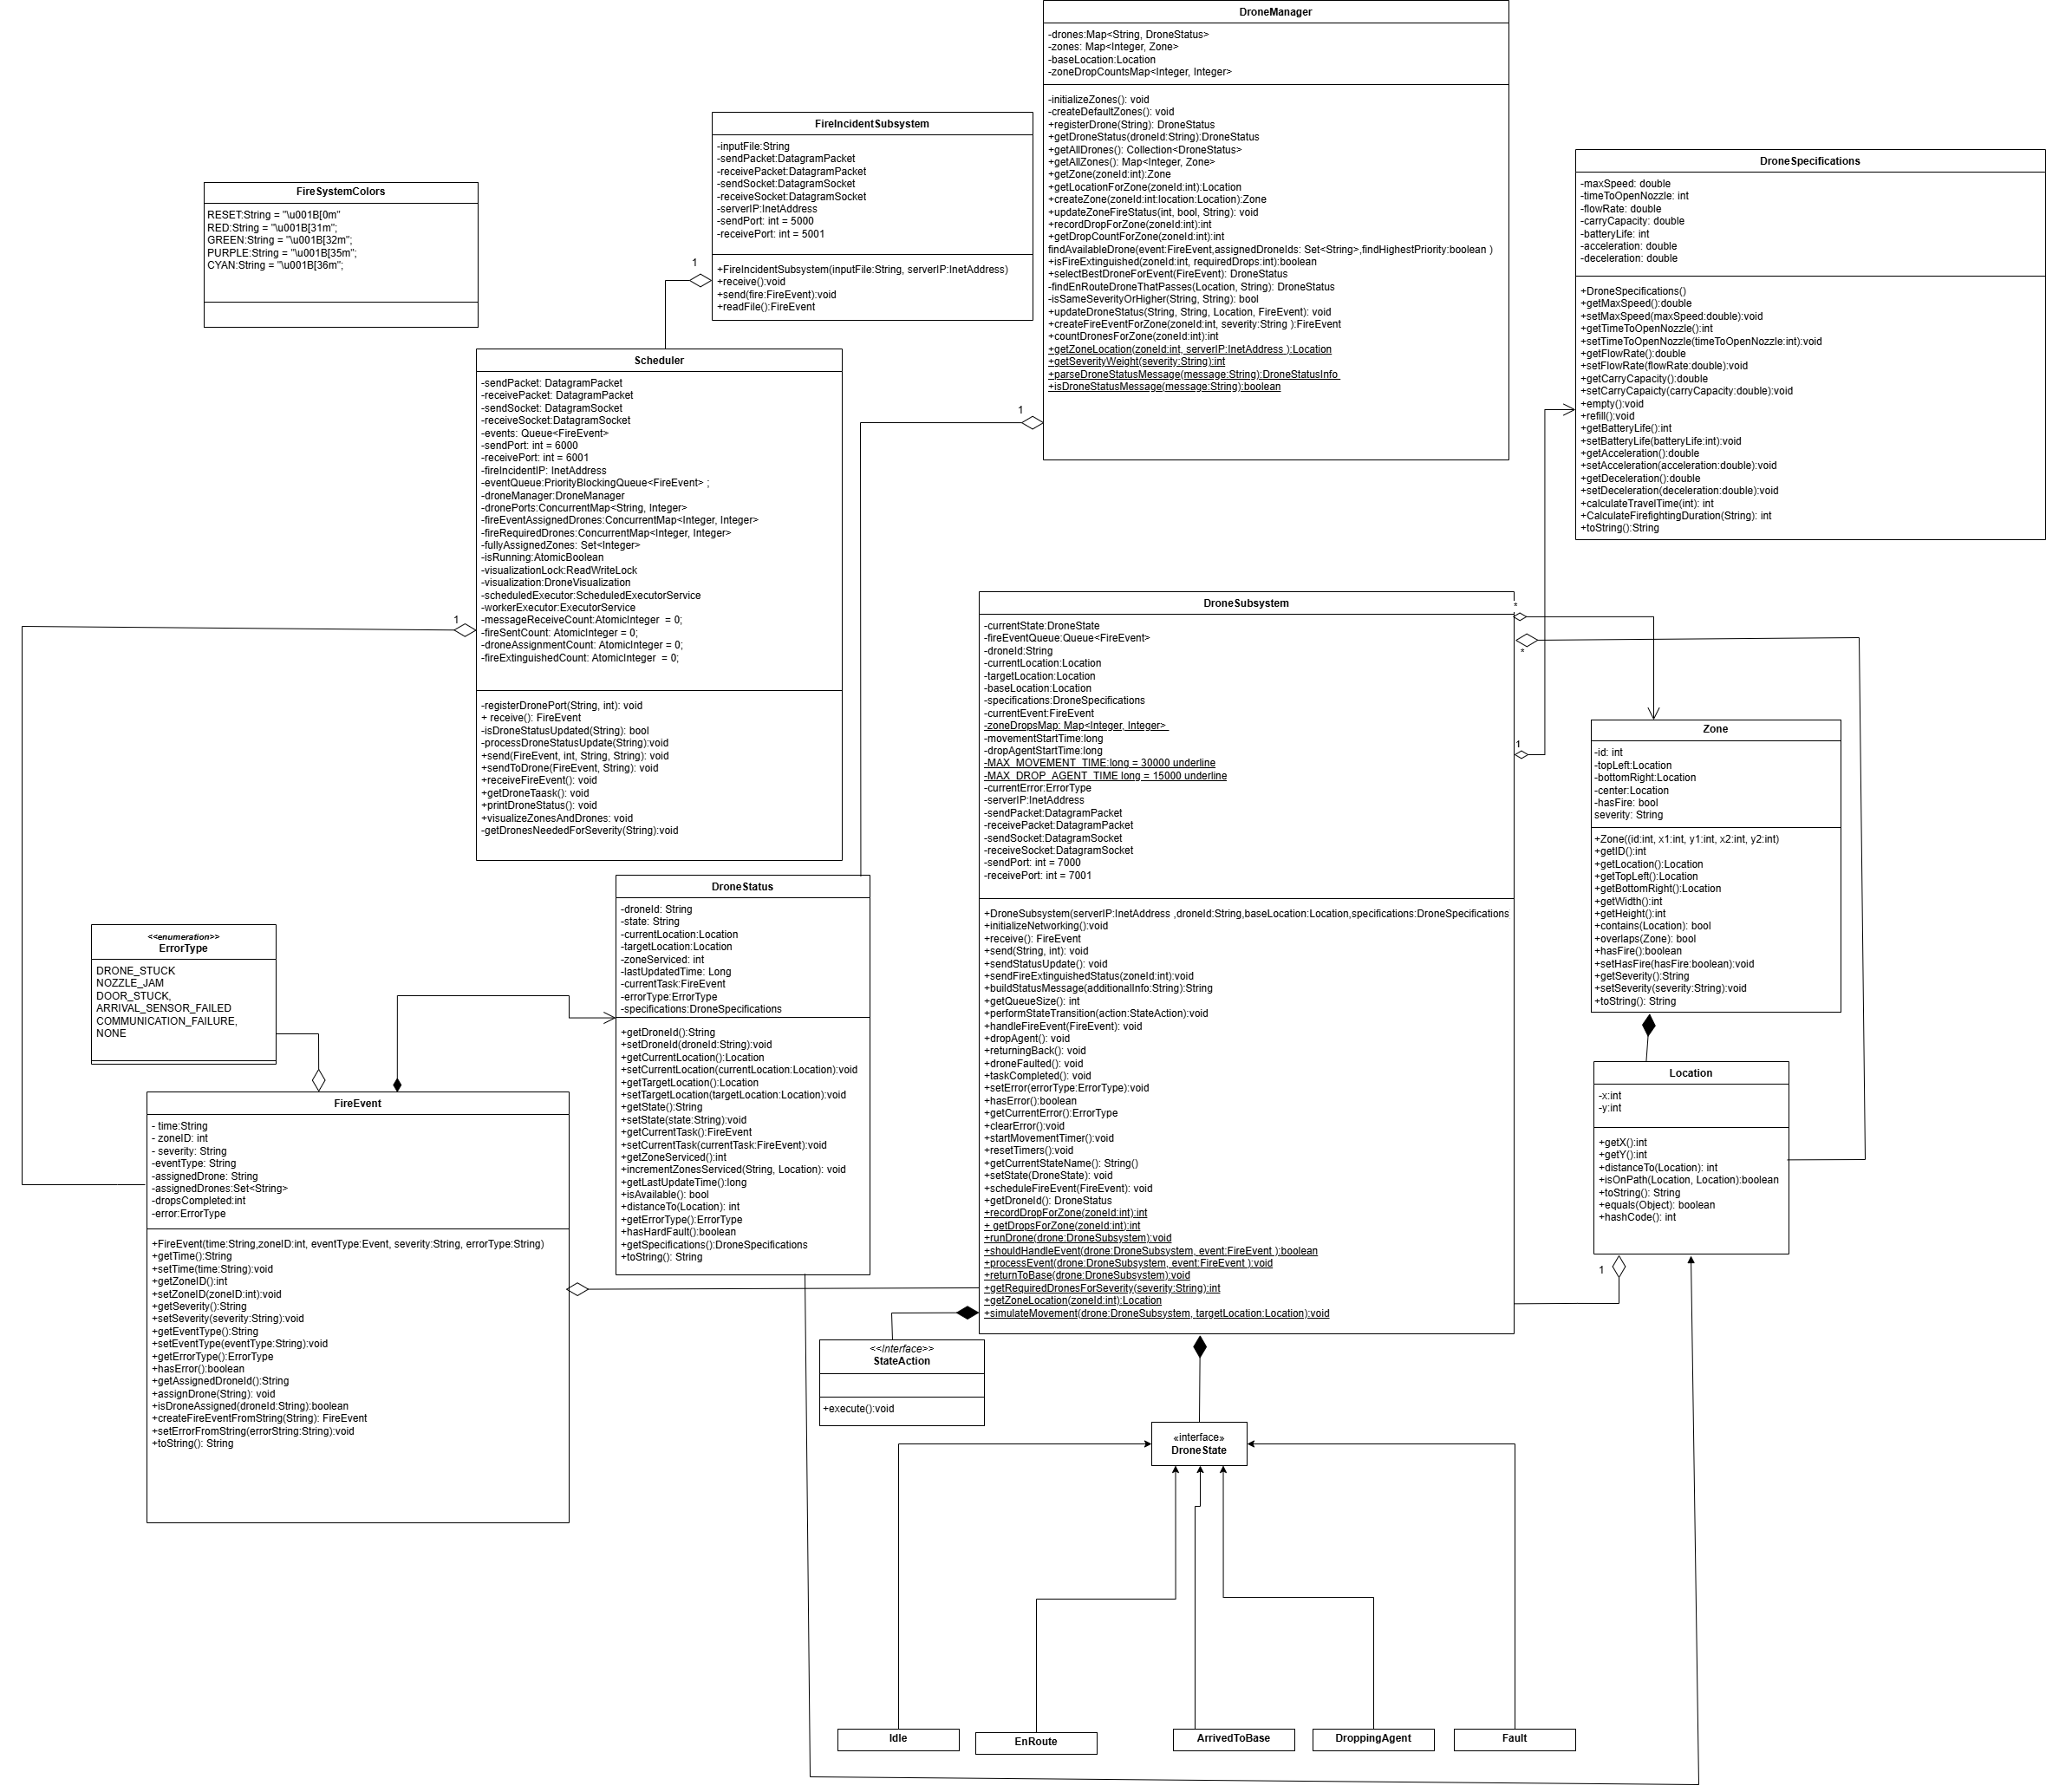 DroneManager
-drones:Map<String, DroneStatus>
-zones: Map<Integer, Zone>
-baseLocation:Location
-zoneDropCountsMap<Integer, Integer>
-initializeZones(): void
-createDefaultZones(): void
+registerDrone(String): DroneStatus
+getDroneStatus(droneId:String):DroneStatus
+getAllDrones(): Collection<DroneStatus>
+getAllZones(): Map<Integer, Zone>
+getZone(zoneId:int):Zone
+getLocationForZone(zoneId:int):Location
+createZone(zoneId:int:location:Location):Zone
+updateZoneFireStatus(int, bool, String): void
+recordDropForZone(zoneId:int):int
+getDropCountForZone(zoneId:int):int
findAvailableDrone(event:FireEvent,assignedDroneIds: Set<String>,findHighestPriority:boolean )
+isFireExtinguished(zoneId:int, requiredDrops:int):boolean
+selectBestDroneForEvent(FireEvent): DroneStatus
-findEnRouteDroneThatPasses(Location, String): DroneStatus
-isSameSeverityOrHigher(String, String): bool
+updateDroneStatus(String, String, Location, FireEvent): void
+createFireEventForZone(zoneId:int, severity:String ):FireEvent
+countDronesForZone(zoneId:int):int
+getZoneLocation(zoneId:int, serverIP:InetAddress ):Location
+getSeverityWeight(severity:String):int
+parseDroneStatusMessage(message:String):DroneStatusInfo
+isDroneStatusMessage(message:String):boolean
1
FireIncidentSubsystem
-inputFile:String
-sendPacket:DatagramPacket
-receivePacket:DatagramPacket
-sendSocket:DatagramSocket
-receiveSocket:DatagramSocket
-serverIP:InetAddress
-sendPort: int = 5000
-receivePort: int = 5001
+FireIncidentSubsystem(inputFile:String, serverIP:InetAddress)
+receive():void
+send(fire:FireEvent):void
+readFile():FireEvent
1
DroneSpecifications
-maxSpeed: double
-timeToOpenNozzle: int
-flowRate: double
-carryCapacity: double
-batteryLife: int
-acceleration: double
-deceleration: double
+DroneSpecifications()
+getMaxSpeed():double
+setMaxSpeed(maxSpeed:double):void
+getTimeToOpenNozzle():int
+setTimeToOpenNozzle(timeToOpenNozzle:int):void
+getFlowRate():double
+setFlowRate(flowRate:double):void
+getCarryCapacity():double
+setCarryCapaicty(carryCapacity:double):void
+empty():void
+refill():void
+getBatteryLife():int
+setBatteryLife(batteryLife:int):void
+getAcceleration():double
+setAcceleration(acceleration:double):void
+getDeceleration():double
+setDeceleration(deceleration:double):void
+calculateTravelTime(int): int
+CalculateFirefightingDuration(String): int
+toString():String
FireSystemColors
RESET:String = "\u001B[0m"
RED:String = "\u001B[31m";
GREEN:String = "\u001B[32m";
PURPLE:String = "\u001B[35m";
CYAN:String = "\u001B[36m";
Scheduler
-sendPacket: DatagramPacket
-receivePacket: DatagramPacket
-sendSocket: DatagramSocket
-receiveSocket:DatagramSocket
-events: Queue<FireEvent>
-sendPort: int = 6000
-receivePort: int = 6001
-fireIncidentIP: InetAddress
-eventQueue:PriorityBlockingQueue<FireEvent> ;
-droneManager:DroneManager
-dronePorts:ConcurrentMap<String, Integer>
-fireEventAssignedDrones:ConcurrentMap<Integer, Integer>
-fireRequiredDrones:ConcurrentMap<Integer, Integer>
-fullyAssignedZones: Set<Integer>
-isRunning:AtomicBoolean
-visualizationLock:ReadWriteLock
-visualization:DroneVisualization
-scheduledExecutor:ScheduledExecutorService
-workerExecutor:ExecutorService
-messageReceiveCount:AtomicInteger  = 0;
-fireSentCount: AtomicInteger = 0;
-droneAssignmentCount: AtomicInteger = 0;
-fireExtinguishedCount: AtomicInteger  = 0;
-registerDronePort(String, int): void
+ receive(): FireEvent
-isDroneStatusUpdated(String): bool
-processDroneStatusUpdate(String):void
+send(FireEvent, int, String, String): void
+sendToDrone(FireEvent, String): void
+receiveFireEvent(): void
+getDroneTaask(): void
+printDroneStatus(): void
+visualizeZonesAndDrones: void
-getDronesNeededForSeverity(String):void
1
DroneSubsystem
-currentState:DroneState
-fireEventQueue:Queue<FireEvent>
-droneId:String
-currentLocation:Location
-targetLocation:Location
-baseLocation:Location
-specifications:DroneSpecifications
-currentEvent:FireEvent
-zoneDropsMap: Map<Integer, Integer>
-movementStartTime:long
-dropAgentStartTime:long
-MAX_MOVEMENT_TIME:long = 30000 underline
-MAX_DROP_AGENT_TIME long = 15000 underline
-currentError:ErrorType
-serverIP:InetAddress
-sendPacket:DatagramPacket
-receivePacket:DatagramPacket
-sendSocket:DatagramSocket
-receiveSocket:DatagramSocket
-sendPort: int = 7000
-receivePort: int = 7001
+DroneSubsystem(serverIP:InetAddress ,droneId:String,baseLocation:Location,specifications:DroneSpecifications
+initializeNetworking():void
+receive(): FireEvent
+send(String, int): void
+sendStatusUpdate(): void
+sendFireExtinguishedStatus(zoneId:int):void
+buildStatusMessage(additionalInfo:String):String
+getQueueSize(): int
+performStateTransition(action:StateAction):void
+handleFireEvent(FireEvent): void
+dropAgent(): void
+returningBack(): void
+droneFaulted(): void
+taskCompleted(): void
+setError(errorType:ErrorType):void
+hasError():boolean
+getCurrentError():ErrorType
+clearError():void
+startMovementTimer():void
+resetTimers():void
+getCurrentStateName(): String()
+setState(DroneState): void
+scheduleFireEvent(FireEvent): void
+getDroneId(): DroneStatus
+recordDropForZone(zoneId:int):int
+ getDropsForZone(zoneId:int):int
+runDrone(drone:DroneSubsystem):void
+shouldHandleEvent(drone:DroneSubsystem, event:FireEvent ):boolean
+processEvent(drone:DroneSubsystem, event:FireEvent ):void
+returnToBase(drone:DroneSubsystem):void
+getRequiredDronesForSeverity(severity:String):int
+getZoneLocation(zoneId:int):Location
+simulateMovement(drone:DroneSubsystem, targetLocation:Location):void
*
*
1
Zone
-id: int
-topLeft:Location
-bottomRight:Location
-center:Location
-hasFire: bool
severity: String
+Zone((id:int, x1:int, y1:int, x2:int, y2:int)
+getID():int
+getLocation():Location
+getTopLeft():Location
+getBottomRight():Location
+getWidth():int
+getHeight():int
+contains(Location): bool
+overlaps(Zone): bool
+hasFire():boolean
+setHasFire(hasFire:boolean):void
+getSeverity():String
+setSeverity(severity:String):void
+toString(): String
DroneStatus
-droneId: String
-state: String
-currentLocation:Location
-targetLocation:Location
-zoneServiced: int
-lastUpdatedTime: Long
-currentTask:FireEvent
-errorType:ErrorType
-specifications:DroneSpecifications
+getDroneId():String
+setDroneId(droneId:String):void
+getCurrentLocation():Location
+setCurrentLocation(currentLocation:Location):void
+getTargetLocation():Location
+setTargetLocation(targetLocation:Location):void
+getState():String
+setState(state:String):void
+getCurrentTask():FireEvent
+setCurrentTask(currentTask:FireEvent):void
+getZoneServiced():int
+incrementZonesServiced(String, Location): void
+getLastUpdateTime():long
+isAvailable(): bool
+distanceTo(Location): int
+getErrorType():ErrorType
+hasHardFault():boolean
+getSpecifications():DroneSpecifications
+toString(): String
<<enumeration>>
ErrorType
DRONE_STUCK
NOZZLE_JAM
DOOR_STUCK,
ARRIVAL_SENSOR_FAILED
COMMUNICATION_FAILURE,
NONE
Location
-x:int
-y:int
+getX():int
+getY():int
+distanceTo(Location): int
+isOnPath(Location, Location):boolean
+toString(): String
+equals(Object): boolean
+hashCode(): int
1
FireEvent
- time:String
- zoneID: int
- severity: String
-eventType: String
-assignedDrone: String
-assignedDrones:Set<String>
-dropsCompleted:int
-error:ErrorType
+FireEvent(time:String,zoneID:int, eventType:Event, severity:String, errorType:String)
+getTime():String
+setTime(time:String):void
+getZoneID():int
+setZoneID(zoneID:int):void
+getSeverity():String
+setSeverity(severity:String):void
+getEventType():String
+setEventType(eventType:String):void
+getErrorType():ErrorType
+hasError():boolean
+getAssignedDroneId():String
+assignDrone(String): void
+isDroneAssigned(droneId:String):boolean
+createFireEventFromString(String): FireEvent
+setErrorFromString(errorString:String):void
+toString(): String
<<Interface>>
StateAction
+execute():void
«interface»
DroneState
Idle
EnRoute
ArrivedToBase
DroppingAgent
Fault